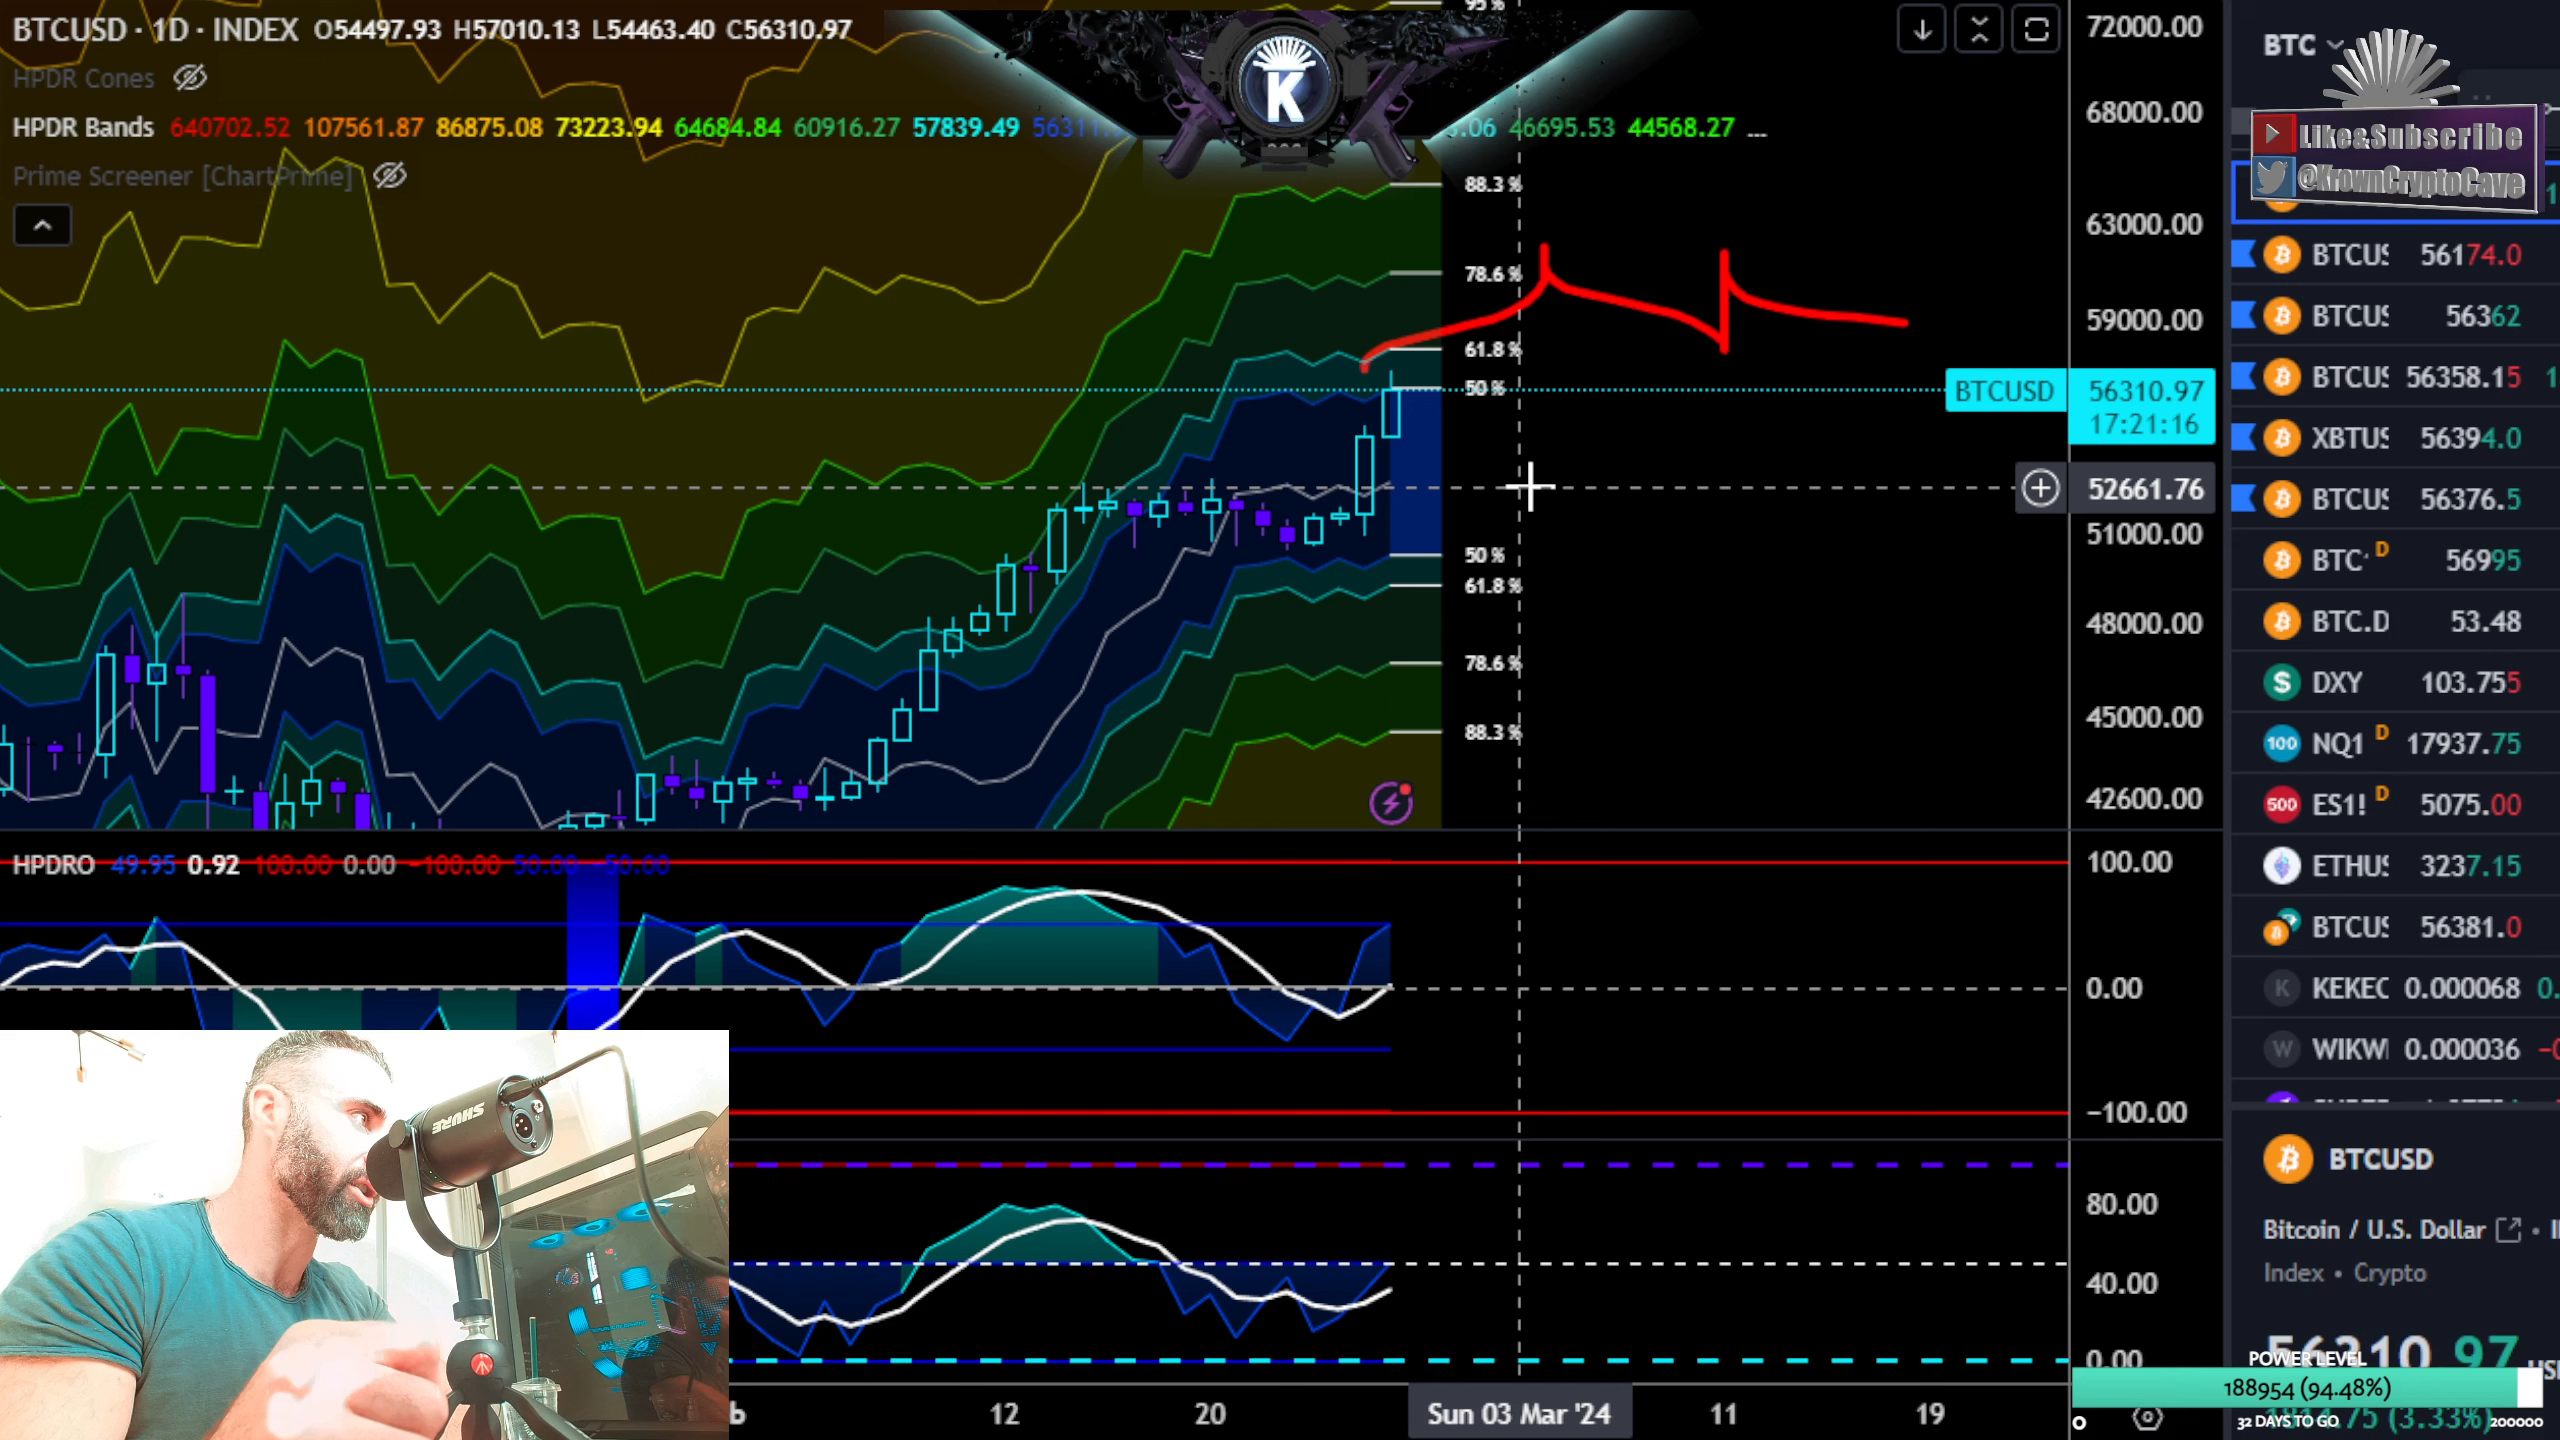 BTCUSD · 1D · INDEX O54497.93 H57010.13 L54463.40 C56310.97
HPDR Cones
HPDR Bands 640702.52 107561.87 86875.08 73223.94 64684.84 60916.27 57839.49 46695.53 44568.27 ...
Prime Screener [ChartPrime]
K
95%
88.3%
78.6%
61.8%
50%
50%
61.8%
78.6%
88.3%
72000.00
68000.00
63000.00
59000.00
BTCUSD 56310.97
17:21:16
52661.76
51000.00
48000.00
45000.00
42600.00
HPDRO 49.95 0.92 100.00 0.00 -100.00 50.00 -50.00
100.00
0.00
-100.00
80.00
40.00
0.00
12 20 Sun 03 Mar '24 11 19
SHURE
BTC
Like&Subscribe
@KrownCryptoCave
BTCUS 56174.0
BTCUS 56362
BTCUS 56358.15
XBTUS 56394.0
BTCUS 56376.5
BTC D 56995
BTC.D 53.48
DXY 103.755
100 NQ1 D 17937.75
500 ES1! D 5075.00
ETHUS 3237.15
BTCUS 56381.0
K KEKEC 0.000068
W WIKWI 0.000036
BTCUSD
Bitcoin / U.S. Dollar
Index • Crypto
56310.97
POWER LEVEL
188954 (94.48%)
0 32 DAYS TO GO 200000
(3.33%)